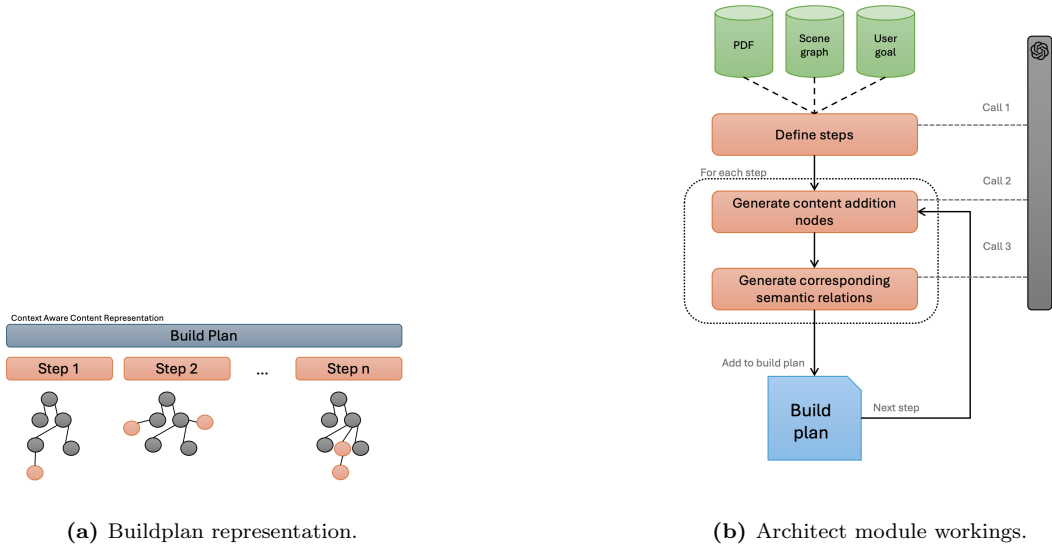 Context Aware Content Representation
Build Plan
Step 1
Step 2
...
Step n
(a) Buildplan representation.
PDF
Scene
graph
User
goal
Call 1
Define steps
For each step
Call 2
Generate content addition
nodes
Call 3
Generate corresponding
semantic relations
Add to build plan
Build
plan
Next step
(b) Architect module workings.